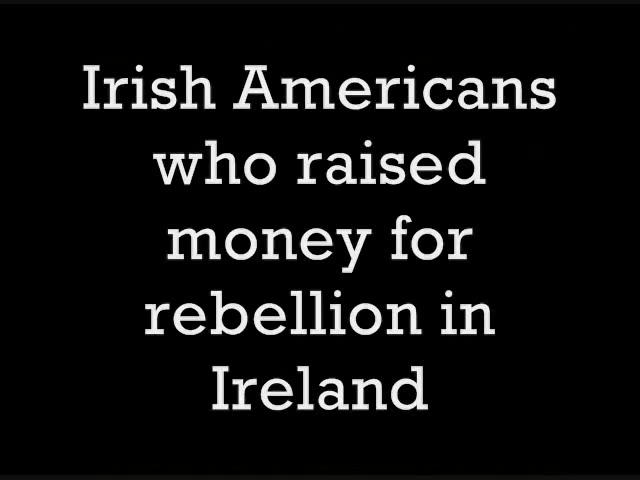 Irish Americans
who raised
money for
rebellion in
Ireland